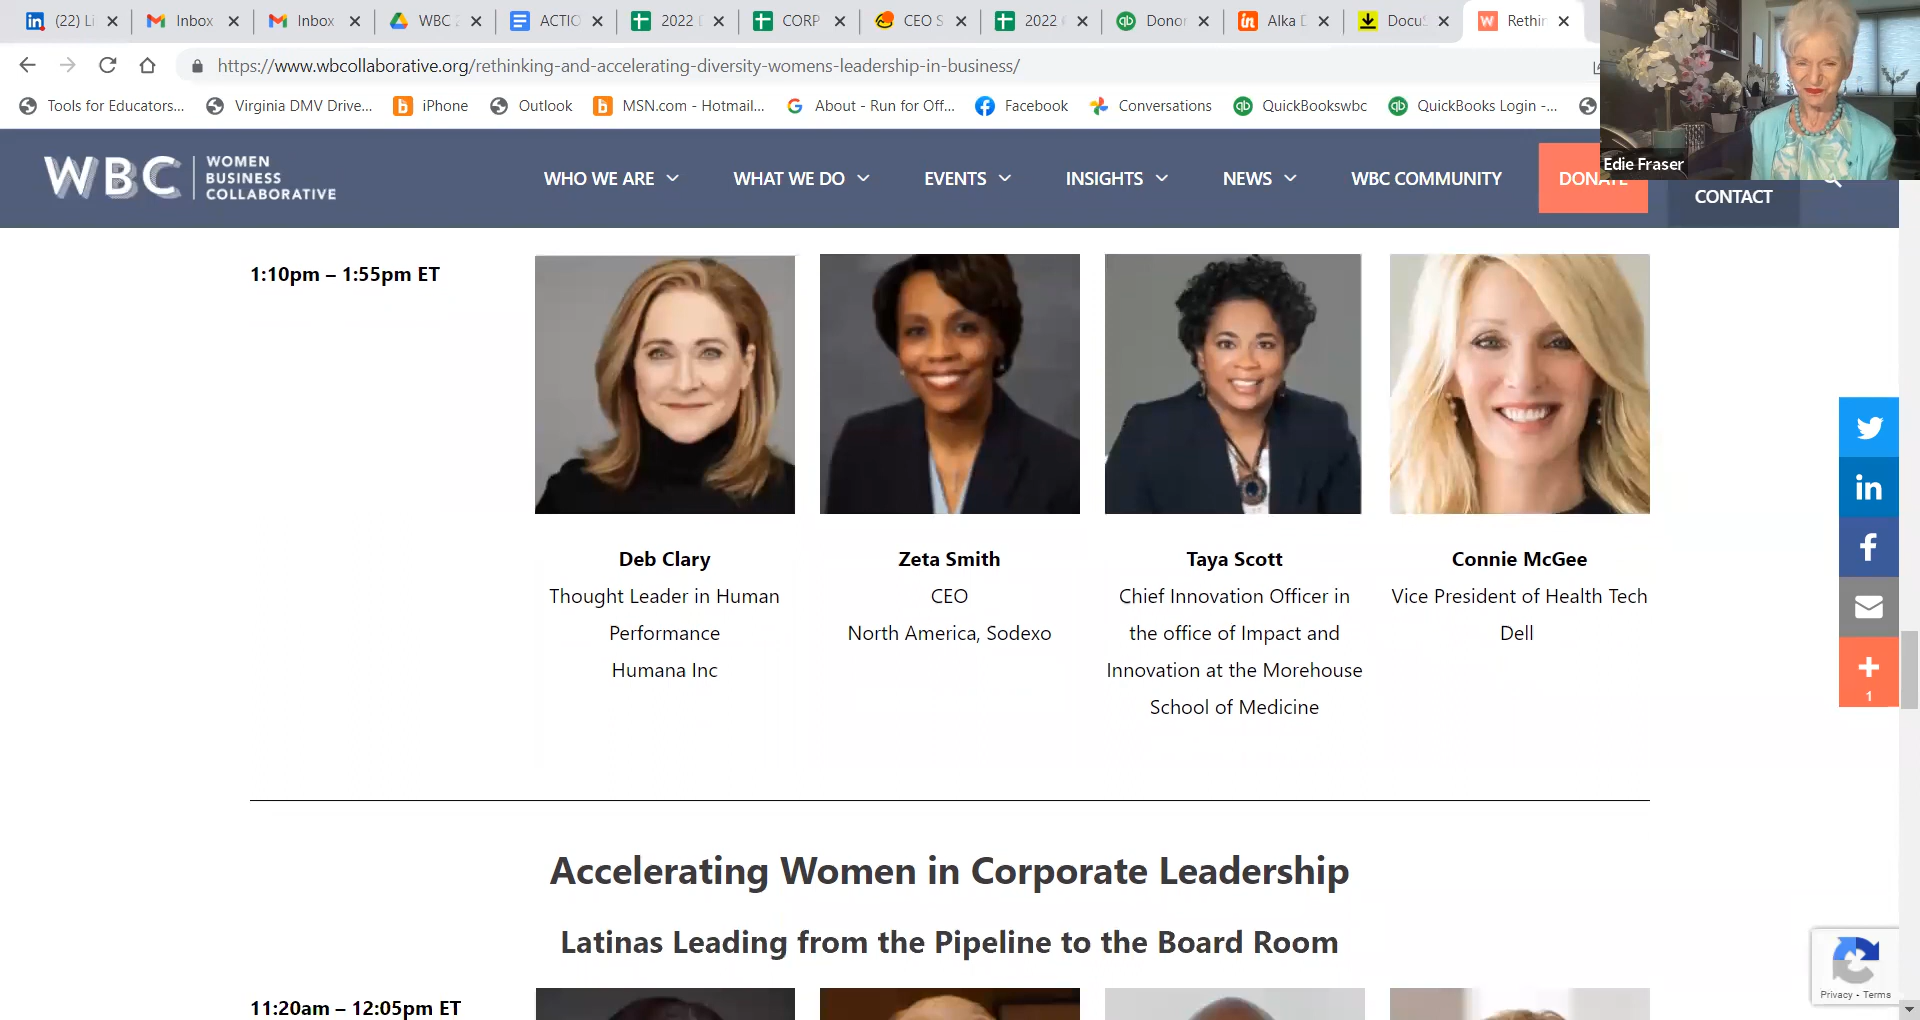 (22) Li
Inbox
Inbox
WBC 2
ACTIO
2022
CORP
CEO S
2022
Donor
Alka D
DocuS
Rethin
https://www.wbcollaborative.org/rethinking-and-accelerating-diversity-womens-leadership-in-business/
Tools for Educators...
Virginia DMV Drive...
iPhone
Outlook
MSN.com - Hotmail...
About - Run for Off...
Facebook
Conversations
QuickBookswbc
QuickBooks Login -...
Edie Fraser
WBC
WOMEN
BUSINESS
COLLABORATIVE
WHO WE ARE
WHAT WE DO
EVENTS
INSIGHTS
NEWS
WBC COMMUNITY
DONATE
CONTACT
1:10pm – 1:55pm ET
Deb Clary
Thought Leader in Human
Performance
Humana Inc
Zeta Smith
CEO
North America, Sodexo
Taya Scott
Chief Innovation Officer in
the office of Impact and
Innovation at the Morehouse
School of Medicine
Connie McGee
Vice President of Health Tech
Dell
1
Accelerating Women in Corporate Leadership
Latinas Leading from the Pipeline to the Board Room
11:20am – 12:05pm ET
Privacy - Terms